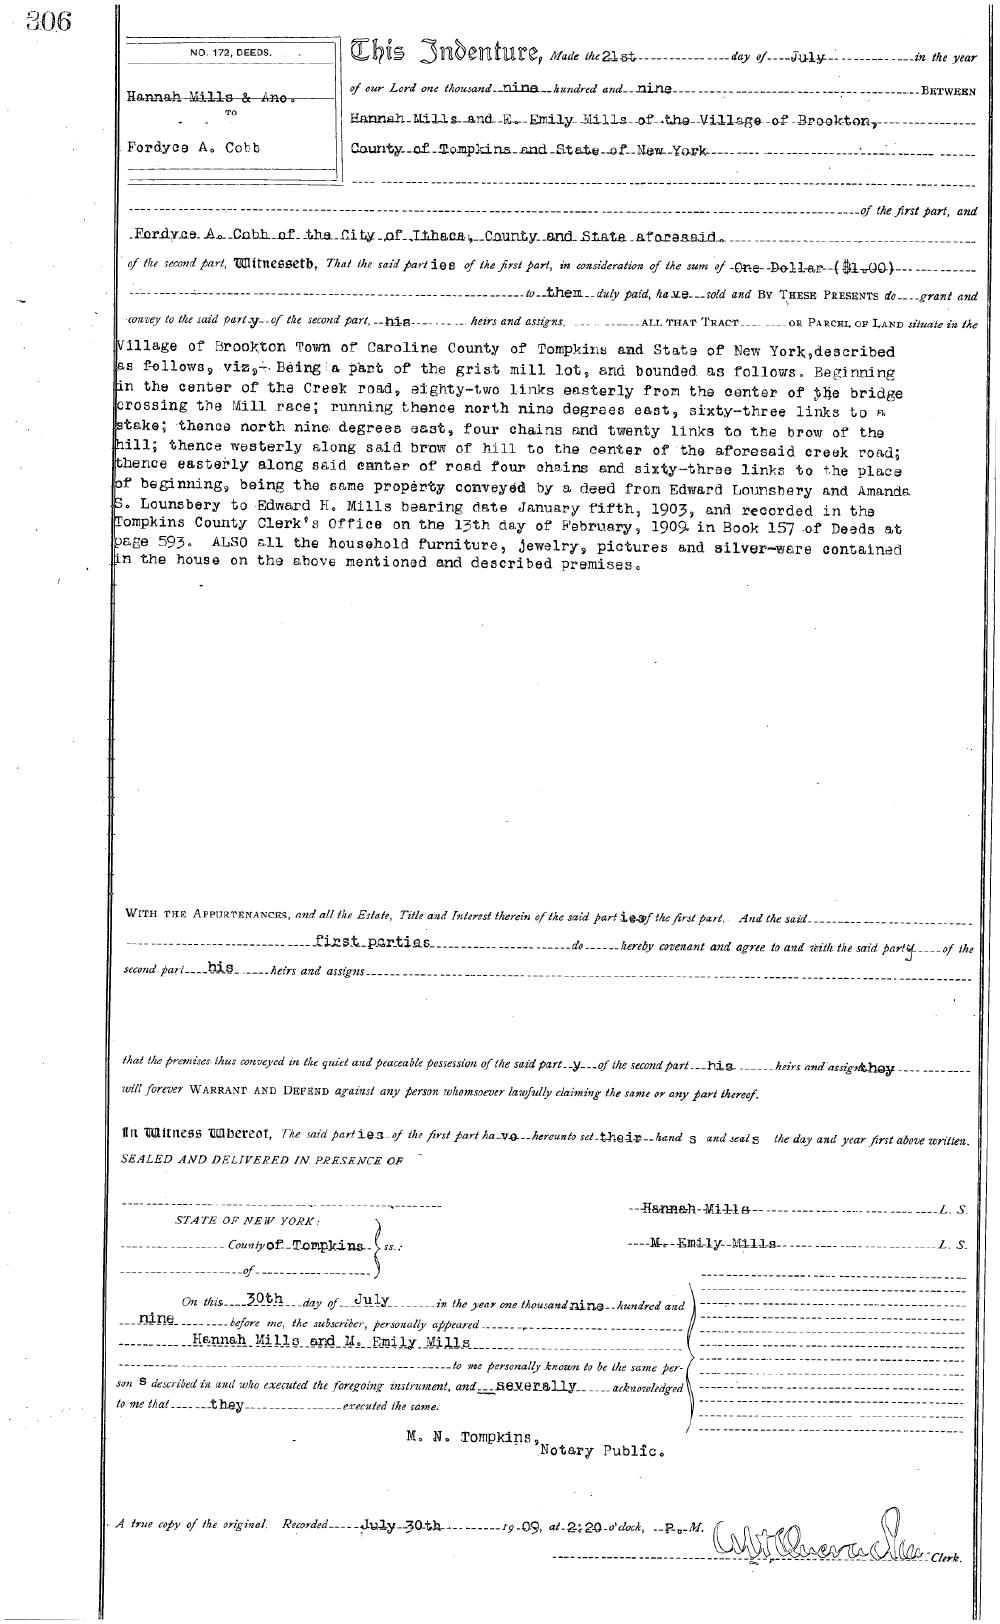 306
NO. 172, DEEDS.
Hannah Mills & Ano.
TO
Fordyce A. Cobb
This Indenture, Made the 21st day of July in the year
of our Lord one thousand nine hundred and nine BETWEEN
Hannah Mills and E. Emily Mills of the Village of Brookton,
County of Tompkins and State of New York
of the first part, and
Fordyce A. Cobb of the City of Ithaca, County and State aforesaid.
of the second part, Witnesseth, That the said parties of the first part, in consideration of the sum of One Dollar ($1.00)
to them duly paid, have sold and BY THESE PRESENTS do grant and
convey to the said party of the second part, his heirs and assigns, ALL THAT TRACT OR PARCEL OF LAND situate in the
Village of Brookton Town of Caroline County of Tompkins and State of New York, described
as follows, viz,- Being a part of the grist mill lot, and bounded as follows. Beginning
in the center of the Creek road, eighty-two links easterly from the center of the bridge
crossing the Mill race; running thence north nine degrees east, sixty-three links to a
stake; thence north nine degrees east, four chains and twenty links to the brow of the
hill; thence westerly along said brow of hill to the center of the aforesaid creek road;
thence easterly along said center of road four chains and sixty-three links to the place
of beginning, being the same property conveyed by a deed from Edward Lounsbery and Amanda
S. Lounsbery to Edward H. Mills bearing date January fifth, 1903, and recorded in the
Tompkins County Clerk's Office on the 13th day of February, 1909 in Book 157 of Deeds at
page 593. ALSO all the household furniture, jewelry, pictures and silver-ware contained
in the house on the above mentioned and described premises.
WITH THE APPURTENANCES, and all the Estate, Title and Interest therein of the said parties of the first part. And the said
first parties do hereby covenant and agree to and with the said party of the
second part his heirs and assigns
that the premises thus conveyed in the quiet and peaceable possession of the said party of the second part his heirs and assigns they
will forever WARRANT AND DEFEND against any person whomsoever lawfully claiming the same or any part thereof.
In Witness Whereof, The said parties of the first part have hereunto set their hand s and seals the day and year first above written.
SEALED AND DELIVERED IN PRESENCE OF
Hannah Mills L. S.
STATE OF NEW YORK:
County of Tompkins ss.:
M. Emily Mills L. S.
of
On this 30th day of July in the year one thousand nine hundred and
nine before me, the subscriber, personally appeared
Hannah Mills and M. Emily Mills
to me personally known to be the same per-
son s described in and who executed the foregoing instrument, and severally acknowledged
to me that they executed the same.
M. N. Tompkins,
Notary Public.
A true copy of the original. Recorded July 30th 1909, at 2:20 o'clock, P. M.
Clerk.